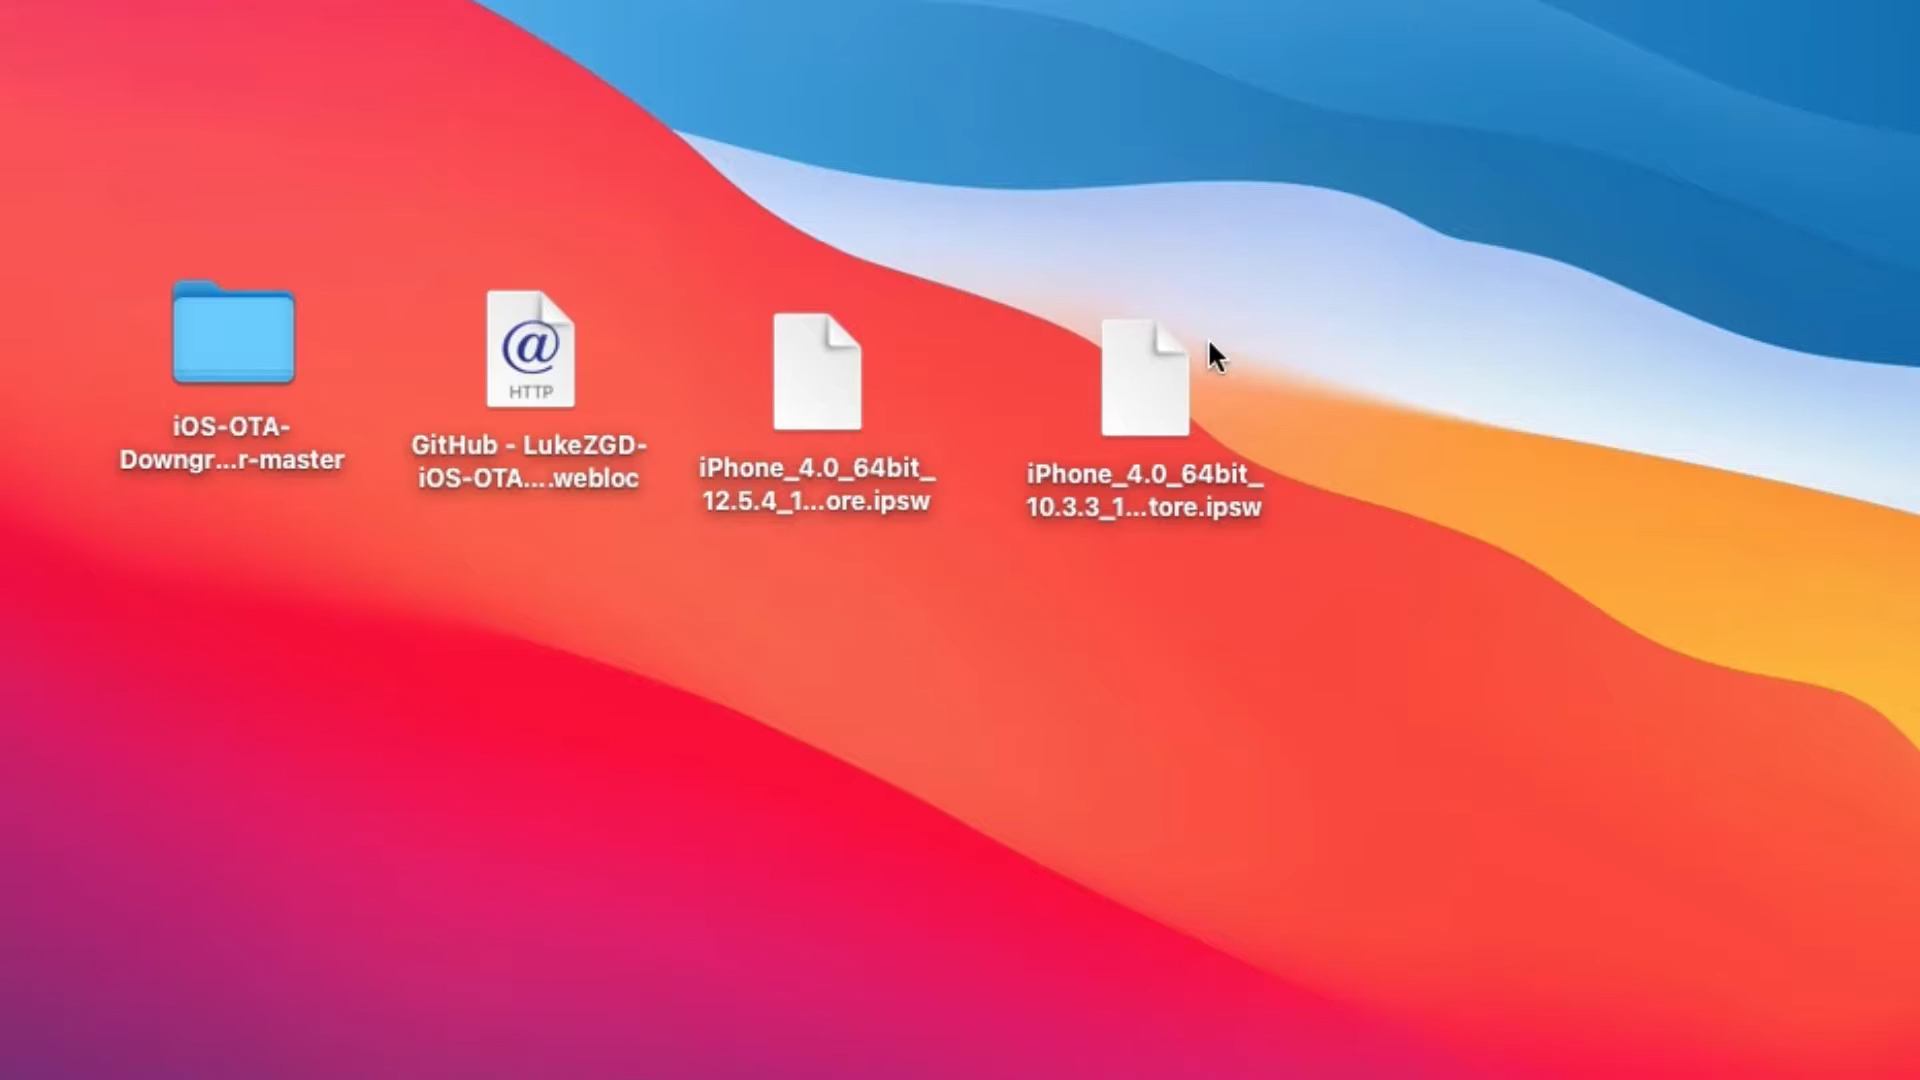 iOS-OTA-
Downgr...r-master
@
HTTP
GitHub - LukeZGD-
iOS-OTA....webloc
iPhone_4.0_64bit_
12.5.4_1...ore.ipsw
iPhone_4.0_64bit_
10.3.3_1...tore.ipsw